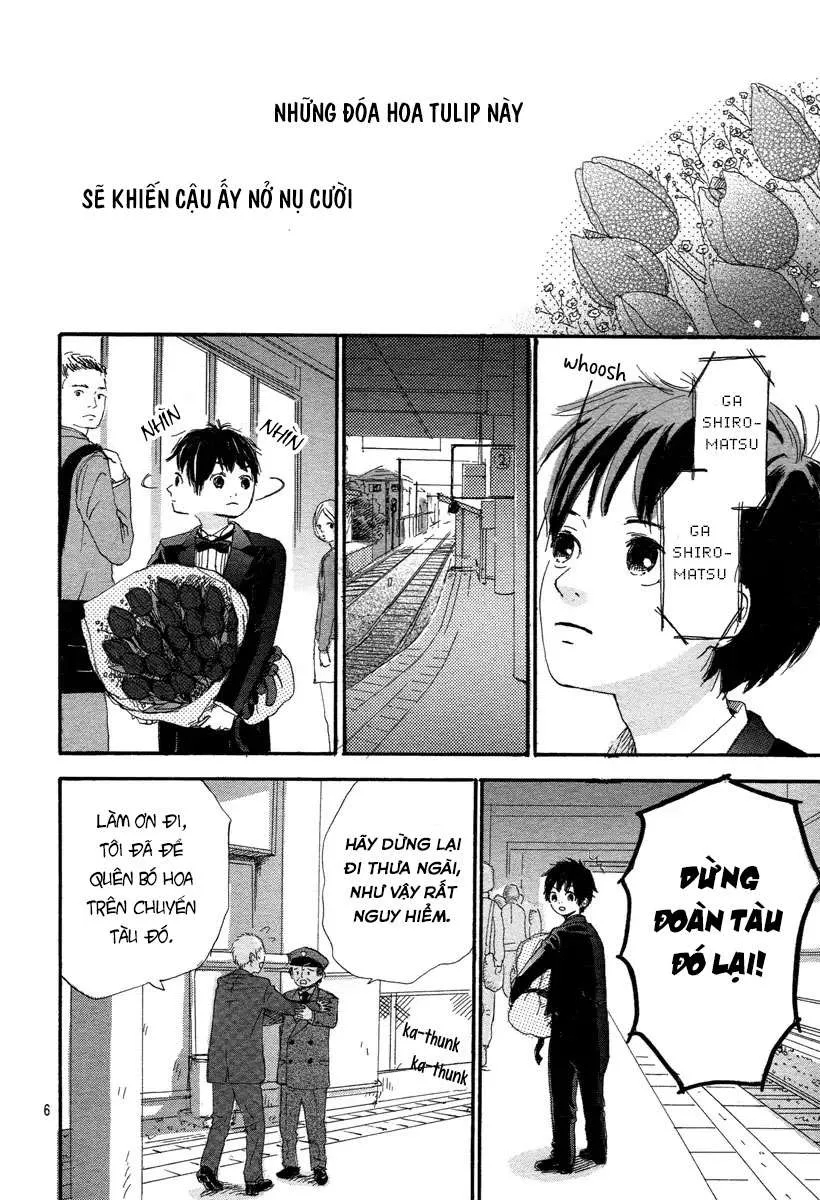 NHỮNG ĐÓA HOA TULIP NÀY
SẼ KHIẾN CẬU ẤY NỞ NỤ CƯỜI
whoosh
GA
SHIRO-
MATSU
GA
SHIRO-
MATSU
NHÌN
NHÌN
DỪNG
ĐOÀN TÀU
ĐÓ LẠI!
HÃY DỪNG LẠI
ĐI THƯA NGÀI,
NHƯ VẬY RẤT
NGUY HIỂM.
LÀM ƠN ĐI,
TÔI ĐÃ ĐỂ
QUÊN BÓ HOA
TRÊN CHUYẾN
TÀU ĐÓ.
ka-thunk
ka-thunk
6